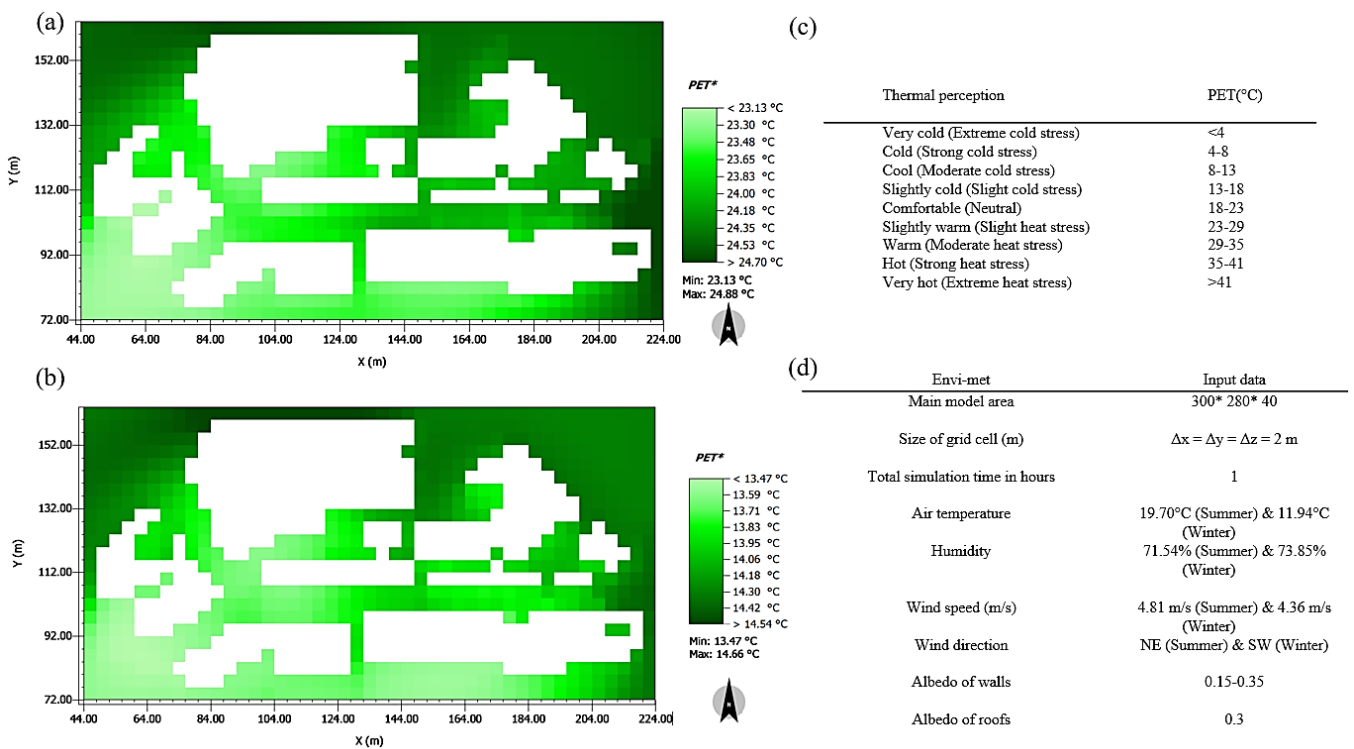 (a)
Y (m)
152.00
132.00
112.00
92.00
72.00
44.00 64.00 84.00 104.00 124.00 144.00 164.00 184.00 204.00 224.00
X (m)
PET*
< 23.13 °C
23.30 °C
23.48 °C
23.65 °C
23.83 °C
24.00 °C
24.18 °C
24.35 °C
24.53 °C
> 24.70 °C
Min: 23.13 °C
Max: 24.88 °C
N
(b)
Y (m)
152.00
132.00
112.00
92.00
72.00
44.00 64.00 84.00 104.00 124.00 144.00 164.00 184.00 204.00 224.00
X (m)
PET*
< 13.47 °C
13.59 °C
13.71 °C
13.83 °C
13.95 °C
14.06 °C
14.18 °C
14.30 °C
14.42 °C
> 14.54 °C
Min: 13.47 °C
Max: 14.66 °C
N
(c)
Thermal perception PET(°C)
Very cold (Extreme cold stress) <4
Cold (Strong cold stress) 4-8
Cool (Moderate cold stress) 8-13
Slightly cold (Slight cold stress) 13-18
Comfortable (Neutral) 18-23
Slightly warm (Slight heat stress) 23-29
Warm (Moderate heat stress) 29-35
Hot (Strong heat stress) 35-41
Very hot (Extreme heat stress) >41
(d)
Envi-met Input data
Main model area 300* 280* 40
Size of grid cell (m) Δx = Δy = Δz = 2 m
Total simulation time in hours 1
Air temperature 19.70°C (Summer) & 11.94°C
(Winter)
Humidity 71.54% (Summer) & 73.85%
(Winter)
Wind speed (m/s) 4.81 m/s (Summer) & 4.36 m/s
(Winter)
Wind direction NE (Summer) & SW (Winter)
Albedo of walls 0.15-0.35
Albedo of roofs 0.3